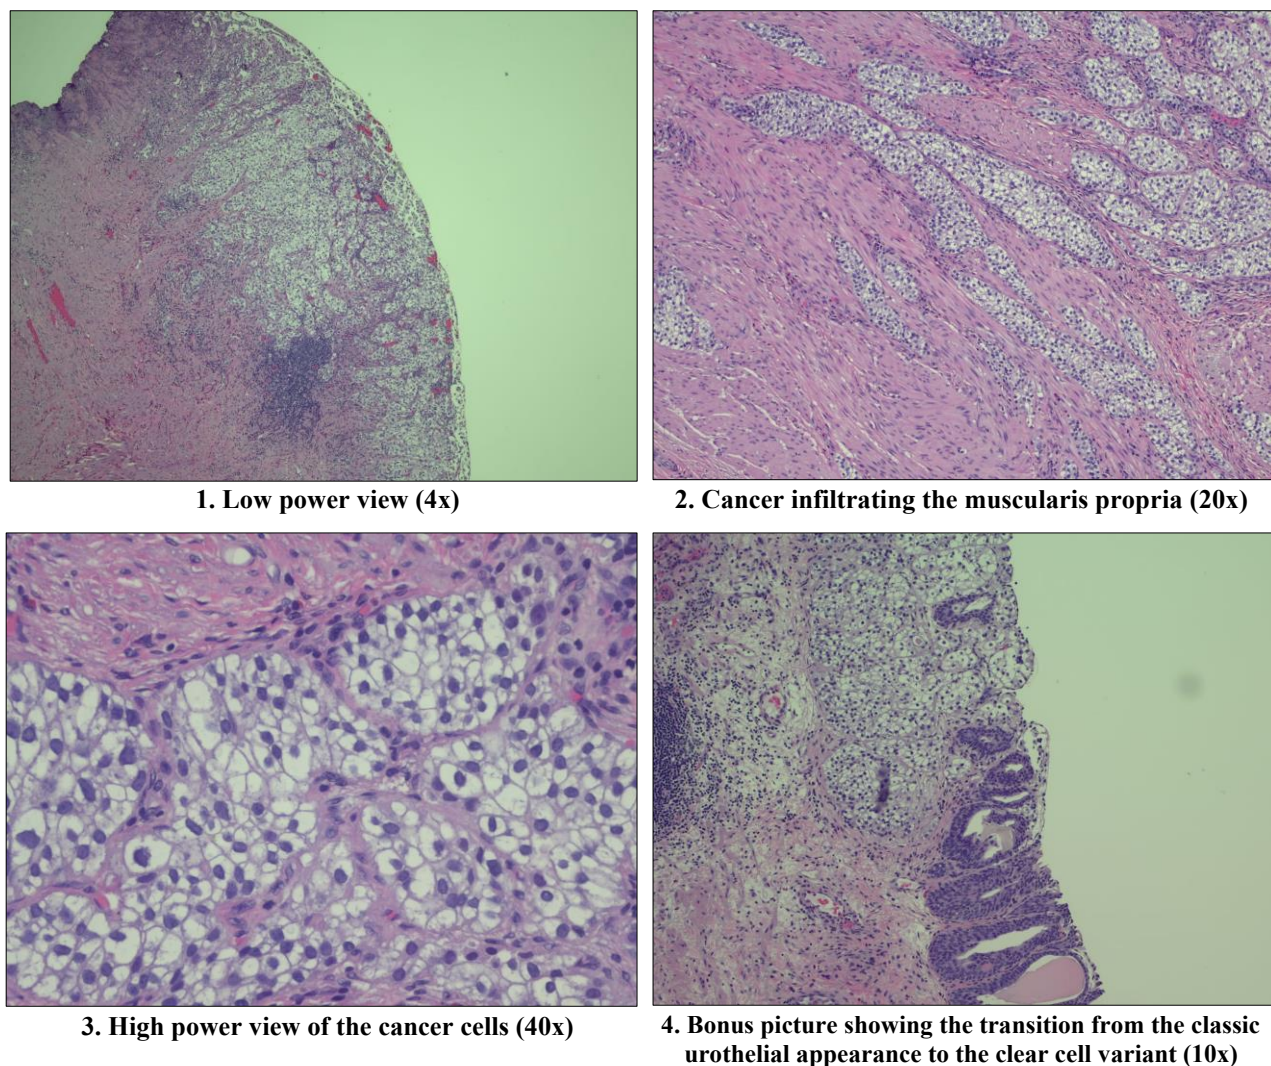 1. Low power view (4x)
2. Cancer infiltrating the muscularis propria (20x)
3. High power view of the cancer cells (40x)
4. Bonus picture showing the transition from the classic
urothelial appearance to the clear cell variant (10x)